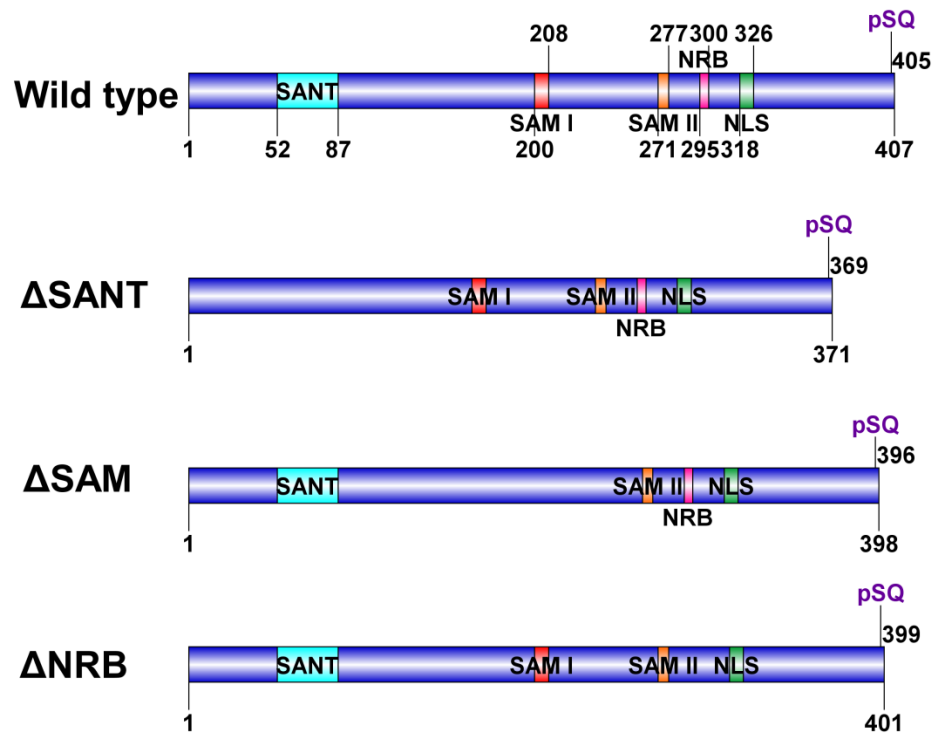 pSQ
208 277 300 326 405
NRB
Wild type SANT
SAM I SAM II NLS
1 52 87 200 271 295 318 407
pSQ
369
ΔSANT SAM I SAM II NLS
NRB
1 371
pSQ
396
ΔSAM SANT SAM II NLS
NRB
1 398
pSQ
399
ΔNRB SANT SAM I SAM II NLS
1 401